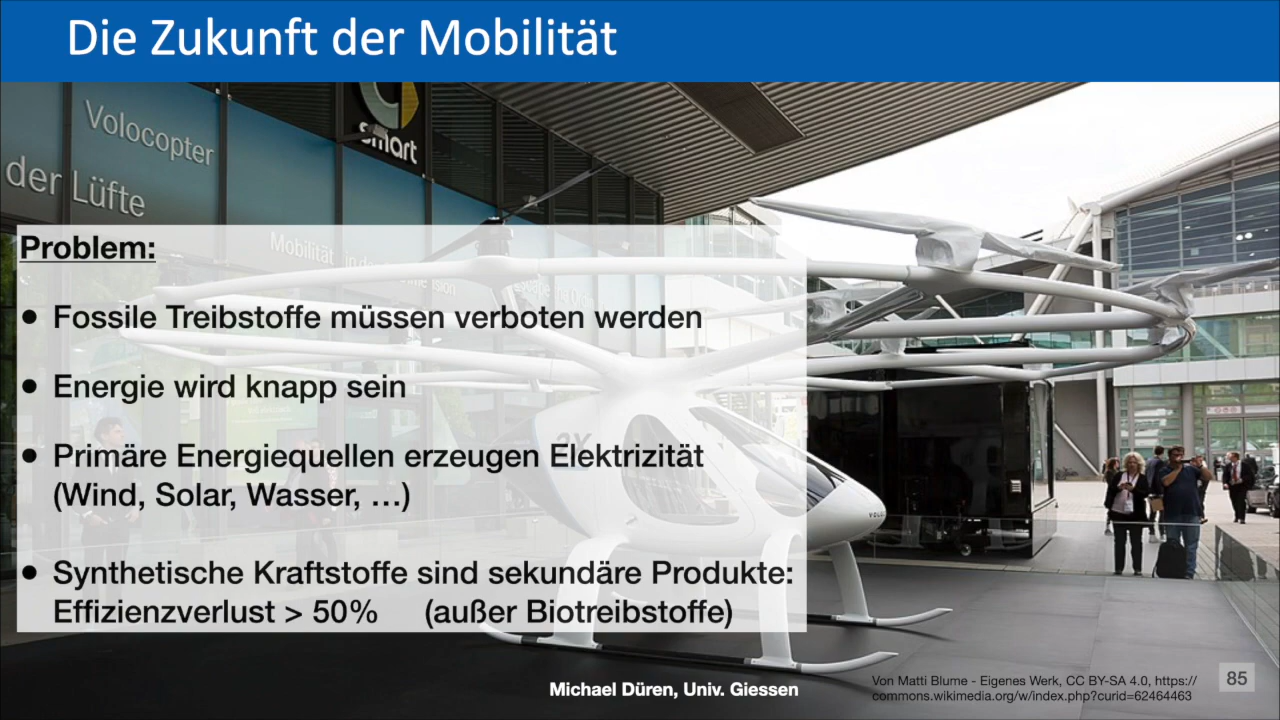 Die Zukunft der Mobilität
Volocopter
smart
der Lüfte
Problem:
Mobilität in
• Fossile Treibstoffe müssen verboten werden
• Energie wird knapp sein
2X
• Primäre Energiequellen erzeugen Elektrizität
(Wind, Solar, Wasser, …)
• Synthetische Kraftstoffe sind sekundäre Produkte:
Effizienzverlust > 50% (außer Biotreibstoffe)
Michael Düren, Univ. Giessen
Von Matti Blume - Eigenes Werk, CC BY-SA 4.0, https://
commons.wikimedia.org/w/index.php?curid=62464463
85